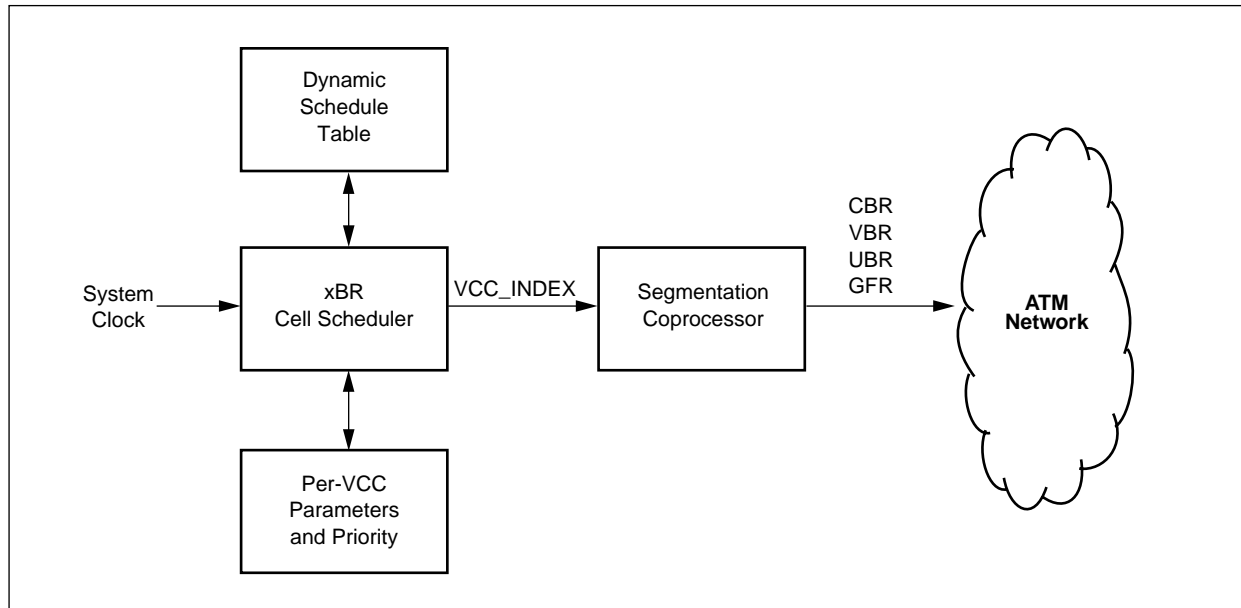 Dynamic
Schedule
Table
System
Clock
xBR
Cell Scheduler
VCC_INDEX
Segmentation
Coprocessor
CBR
VBR
UBR
GFR
ATM
Network
Per-VCC
Parameters
and Priority